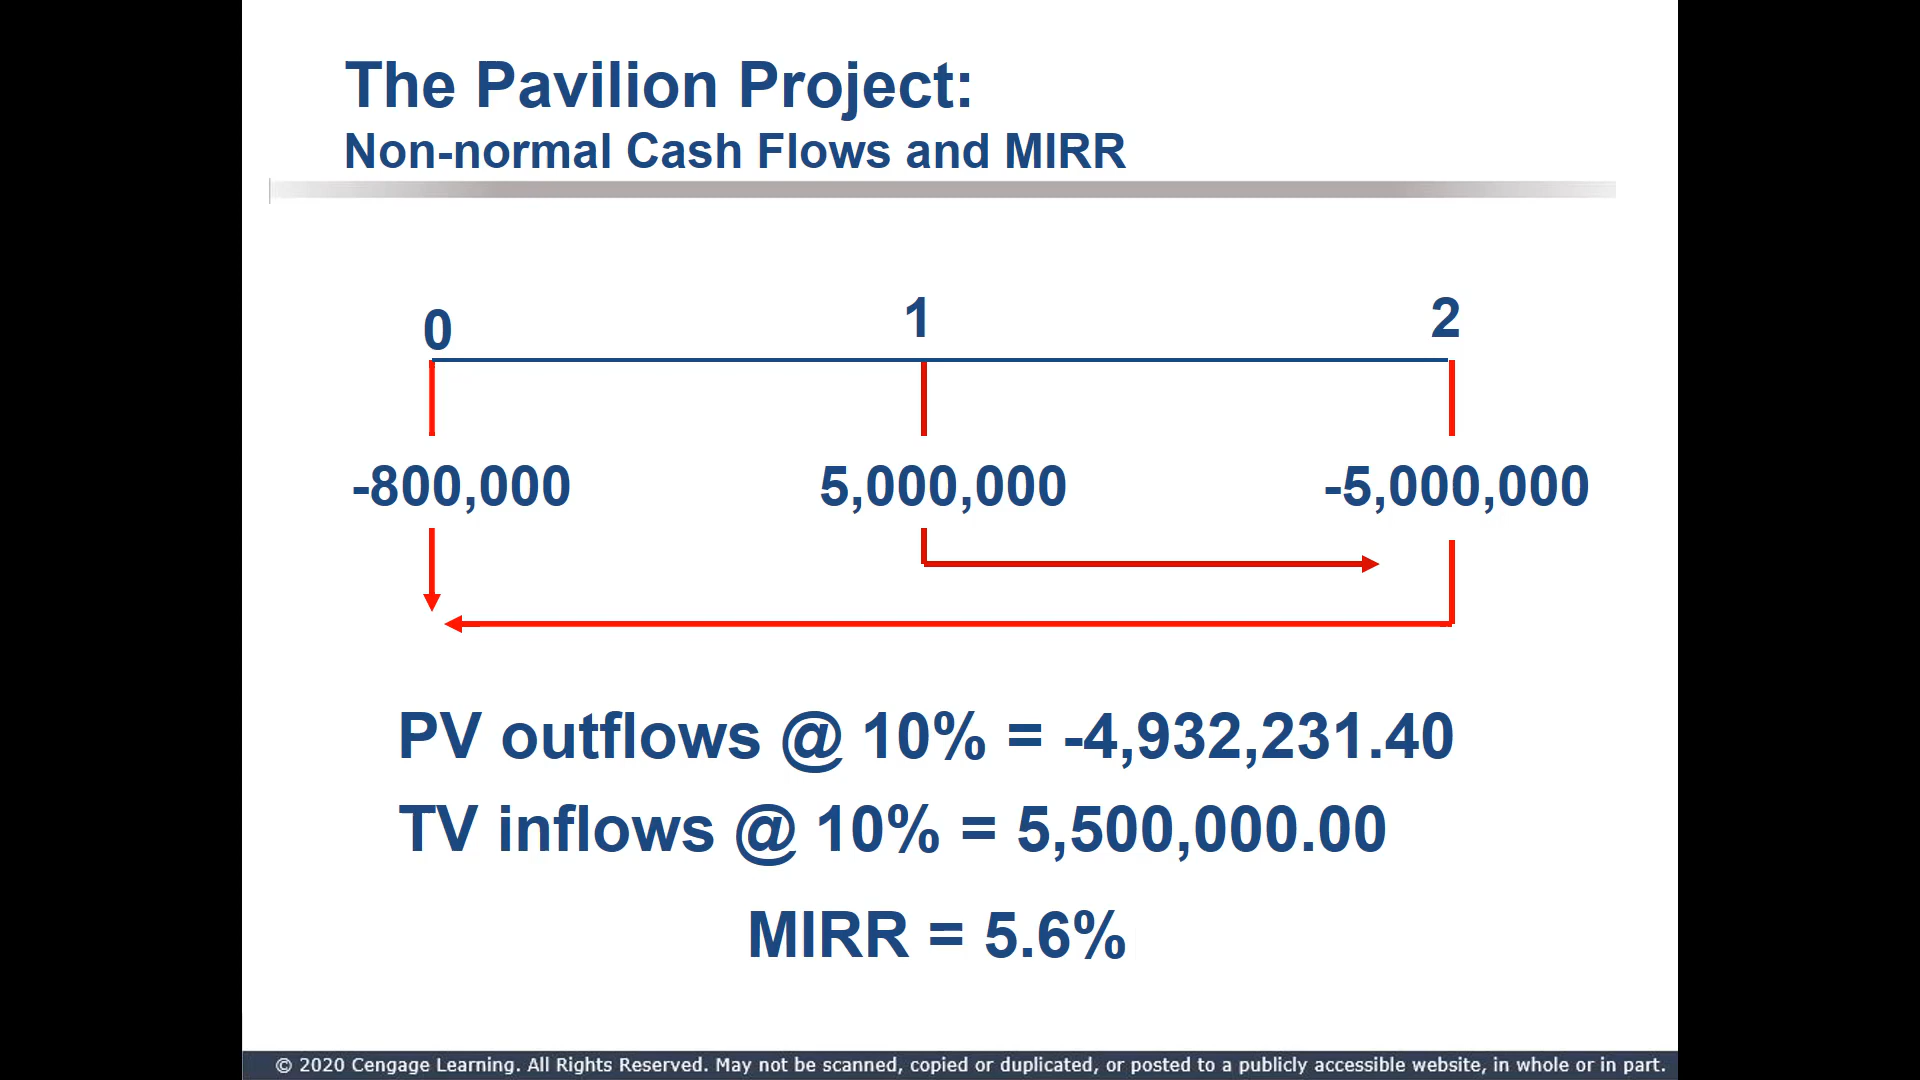 The Pavilion Project:
Non-normal Cash Flows and MIRR
0 1 2
-800,000 5,000,000 -5,000,000
PV outflows @ 10% = -4,932,231.40
TV inflows @ 10% = 5,500,000.00
MIRR = 5.6%
© 2020 Cengage Learning. All Rights Reserved. May not be scanned, copied or duplicated, or posted to a publicly accessible website, in whole or in part.